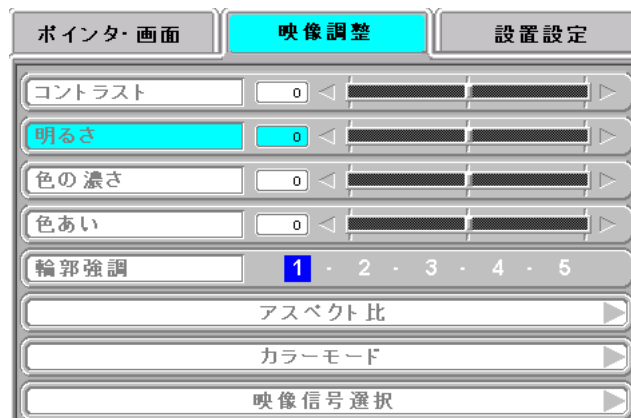 ポインタ・画面 映像調整 設置設定
コントラスト 0
明るさ 0
色の濃さ 0
色あい 0
輪郭強調 1 - 2 - 3 - 4 - 5
アスペクト比
カラーモード
映像信号選択